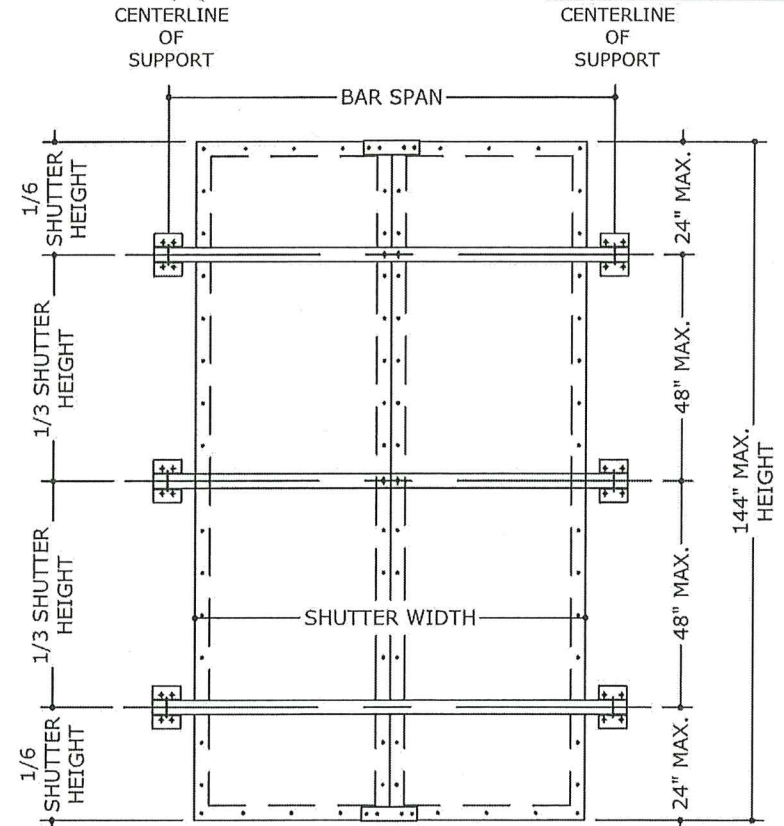 CENTERLINE
OF
SUPPORT
CENTERLINE
OF
SUPPORT
BAR SPAN
1/6
SHUTTER
HEIGHT
24" MAX.
1/3 SHUTTER
HEIGHT
48" MAX.
144" MAX.
HEIGHT
1/3 SHUTTER
HEIGHT
48" MAX.
SHUTTER WIDTH
1/6
SHUTTER
HEIGHT
24" MAX.